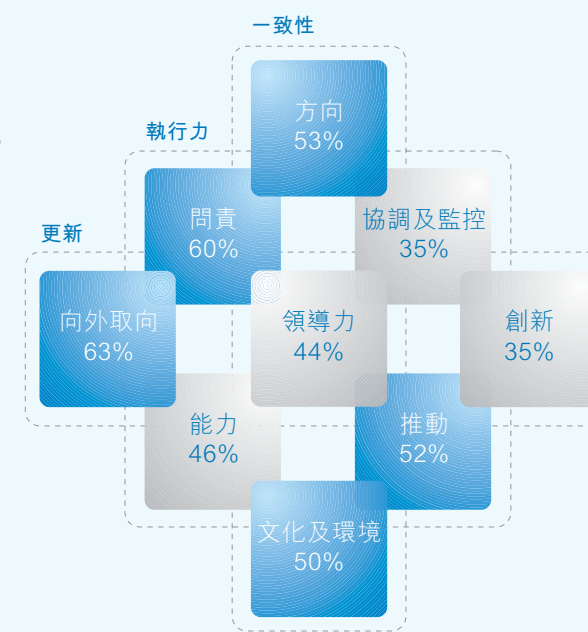 一致性
方向
53%
執行力
問責
60%
協調及監控
35%
更新
向外取向
63%
領導力
44%
創新
35%
能力
46%
推動
52%
文化及環境
50%